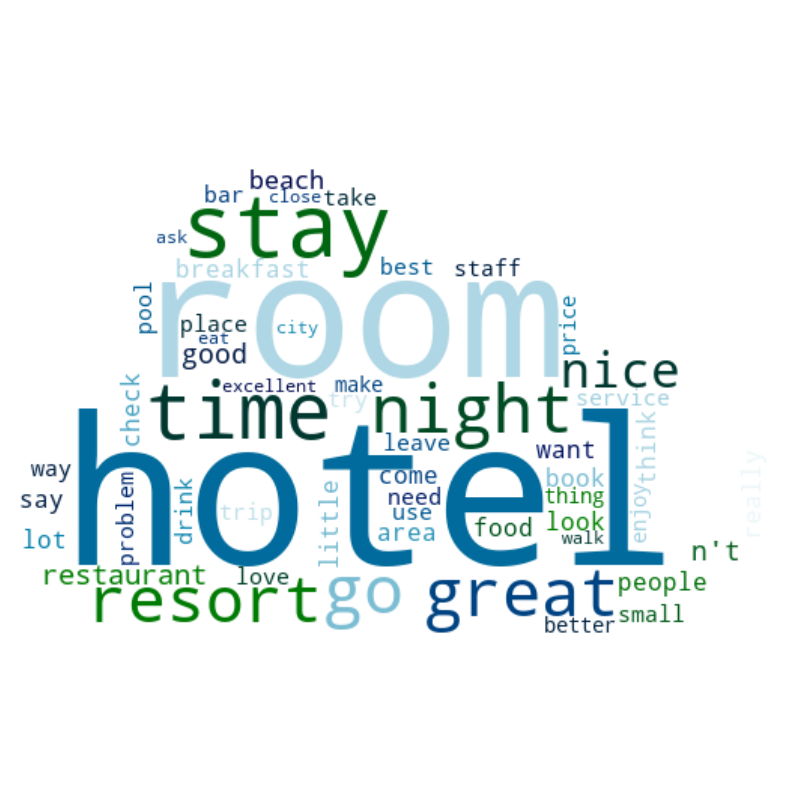 beach
bar close take
stay
ask
breakfast best staff
room
pool
place city price
eat
good
nice
excellent make
time try night service
check
leave think
hotel
want
way
come book
problem
say
need thing
drink
trip
little
use
enjoy
really
food look
lot
area
walk
n't
restaurant love
go great people
resort
small
better